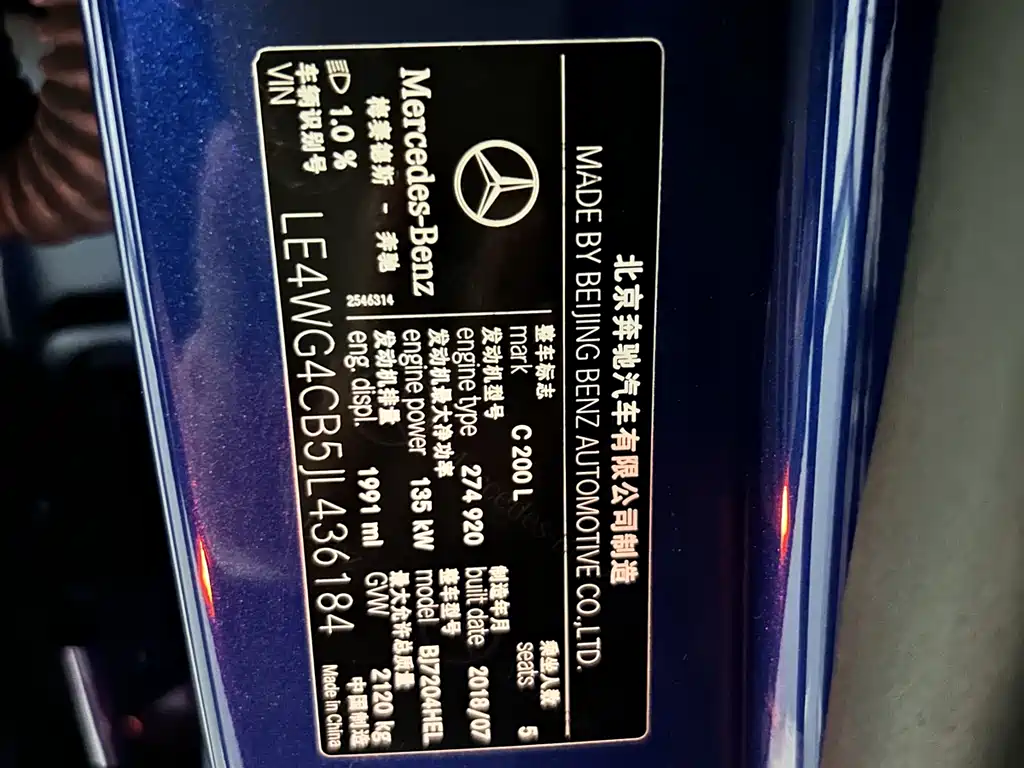 北京奔驰汽车有限公司制造
MADE BY BEIJING BENZ AUTOMOTIVE CO.,LTD.
Mercedes-Benz
梅赛德斯 - 奔驰
1.0 %
2546314
整车标志
mark C 200 L
乘坐人数
seats 5
发动机型号
engine type 274 920
制造年月
built date 2018/07
发动机最大净功率
engine power 135 kW
整车型号
model BJ7204HEL
发动机排量
eng. displ. 1991 ml
最大允许总质量
GVW 2120 kg
车辆识别号
VIN LE4WG4CB5JL436184
中国制造
Made in China